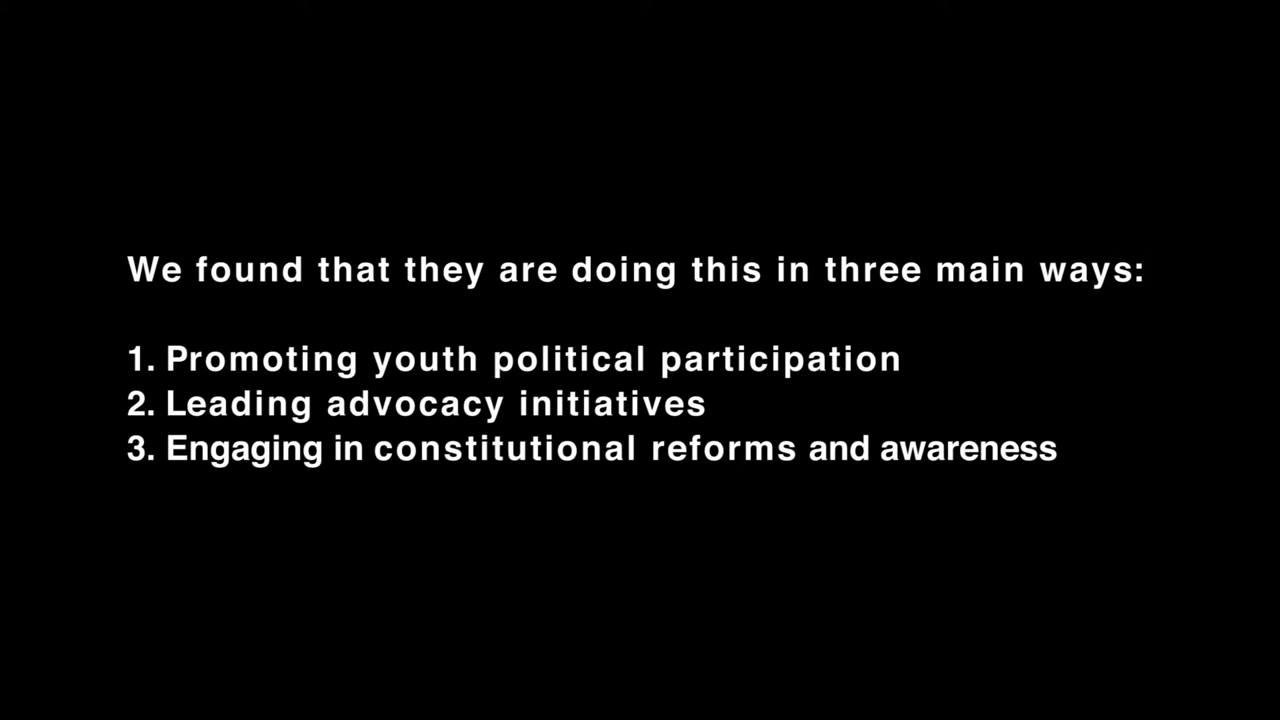 We found that they are doing this in three main ways:
1. Promoting youth political participation
2. Leading advocacy initiatives
3. Engaging in constitutional reforms and awareness